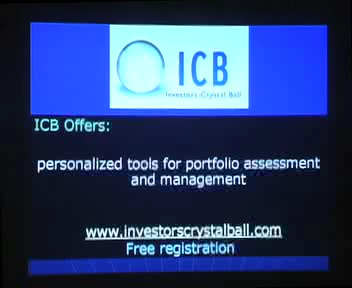 ICB
Investors Crystal Ball
ICB Offers:
personalized tools for portfolio assessment
and management
www.investorscrystalball.com
Free registration